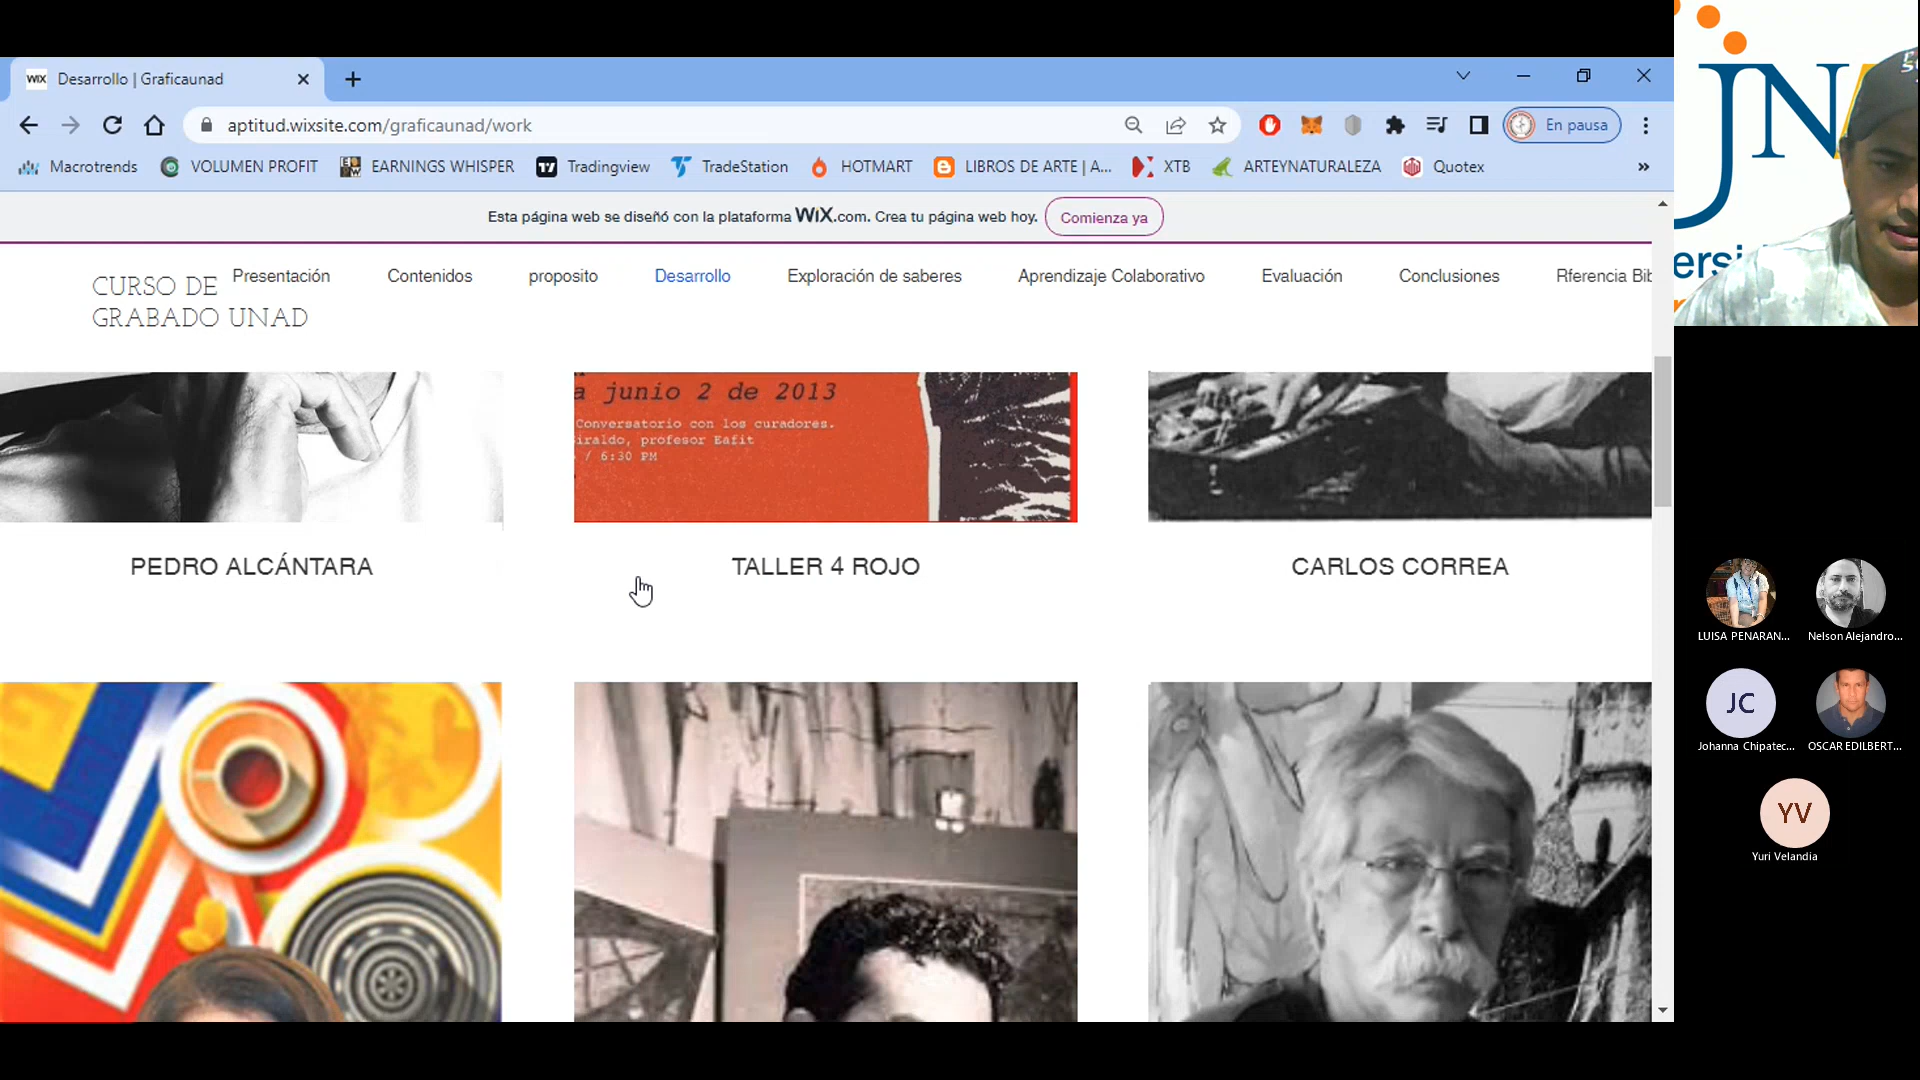 WIX Desarrollo | Graficaunad
aptitud.wixsite.com/graficaunad/work
En pausa
Macrotrends
VOLUMEN PROFIT
EARNINGS WHISPER
Tradingview
TradeStation
HOTMART
LIBROS DE ARTE | A...
XTB
ARTEYNATURALEZA
Quotex
»
Esta página web se diseñó con la plataforma WiX.com. Crea tu página web hoy.
Comienza ya
CURSO DE
GRABADO UNAD
Presentación
Contenidos
proposito
Desarrollo
Exploración de saberes
Aprendizaje Colaborativo
Evaluación
Conclusiones
Rferencia Bib
a junio 2 de 2013
Conversatorio con los curadores.
iraldo, profesor Eafit
/ 6:30 PM
PEDRO ALCÁNTARA
TALLER 4 ROJO
CARLOS CORREA
JN
ersi
LUISA PENARAN...
Nelson Alejandro...
JC
Johanna Chipatec...
OSCAR EDILBERT...
YV
Yuri Velandia